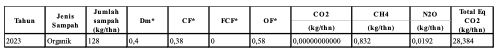 Tahun Jenis Sampah Jumlah sampah (kg/thn) Dm* CF* FCF* OF* CO2 (kg/thn) CH4 (kg/thn) N2O (kg/thn) Total Eq CO2 (kg/thn)
2023 Organik 128 0,4 0,38 0 0,58 0,00000000000 0,832 0,0192 28,384